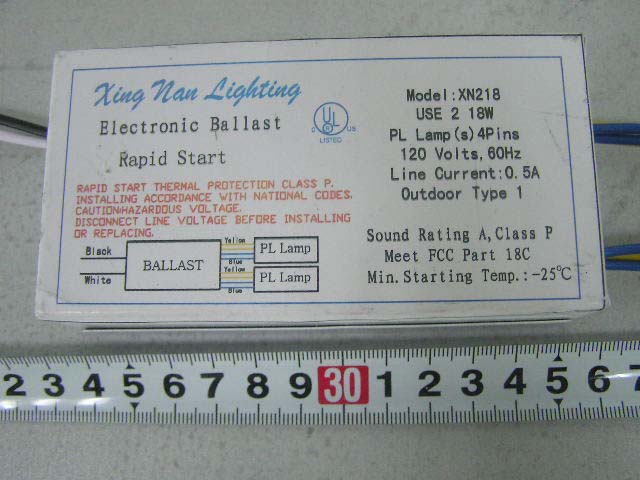 Xing Nan Lighting
Electronic Ballast
Rapid Start
C UL US
LISTED
RAPID START THERMAL PROTECTION CLASS P.
INSTALLING ACCORDANCE WITH NATIONAL CODES.
CAUTION:HAZARDOUS VOLTAGE.
DISCONNECT LINE VOLTAGE BEFORE INSTALLING
OR REPLACING.
Black
White
BALLAST
Yellow
Blue
PL Lamp
Yellow
Blue
PL Lamp
Model:XN218
USE 2 18W
PL Lamp(s)4Pins
120 Volts, 60Hz
Line Current:0.5A
Outdoor Type 1
Sound Rating A,Class P
Meet FCC Part 18C
Min.Starting Temp.:-25℃
2 3 4 5 6 7 8 9 30 1 2 3 4 5 6 7